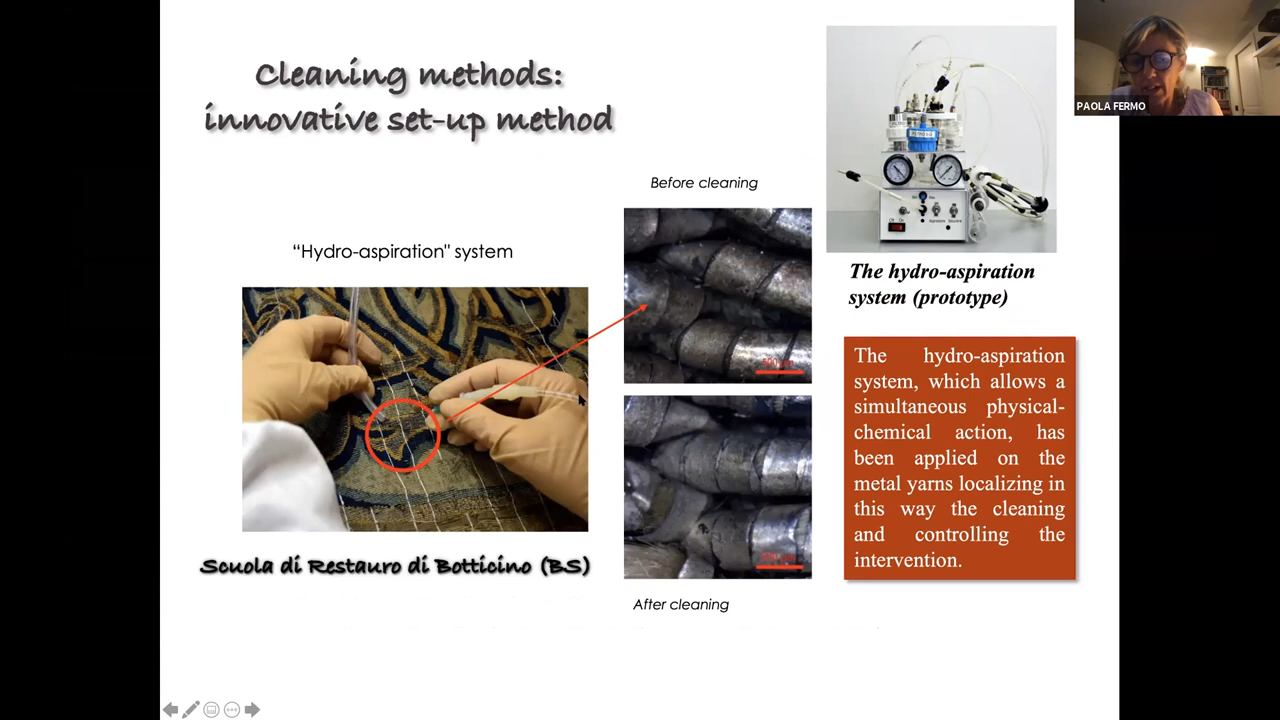 Cleaning methods:
innovative set-up method
PAOLA FERMO
Before cleaning
“Hydro-aspiration" system
The hydro-aspiration
system (prototype)
The hydro-aspiration
system, which allows a
simultaneous physical-
chemical action, has
been applied on the
metal yarns localizing in
this way the cleaning
and controlling the
intervention.
Scuola di Restauro di Botticino (BS)
After cleaning